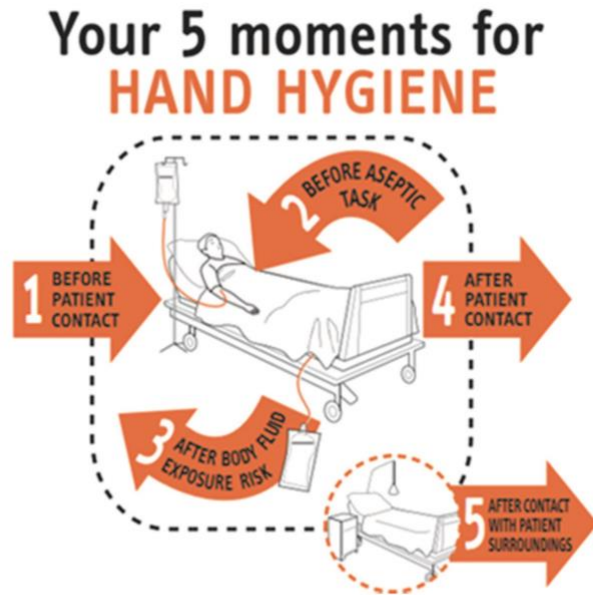 Your 5 moments for
HAND HYGIENE
1 BEFORE
PATIENT
CONTACT
2 BEFORE ASEPTIC
TASK
3 AFTER BODY FLUID
EXPOSURE RISK
4 AFTER
PATIENT
CONTACT
5 AFTER CONTACT
WITH PATIENT
SURROUNDINGS